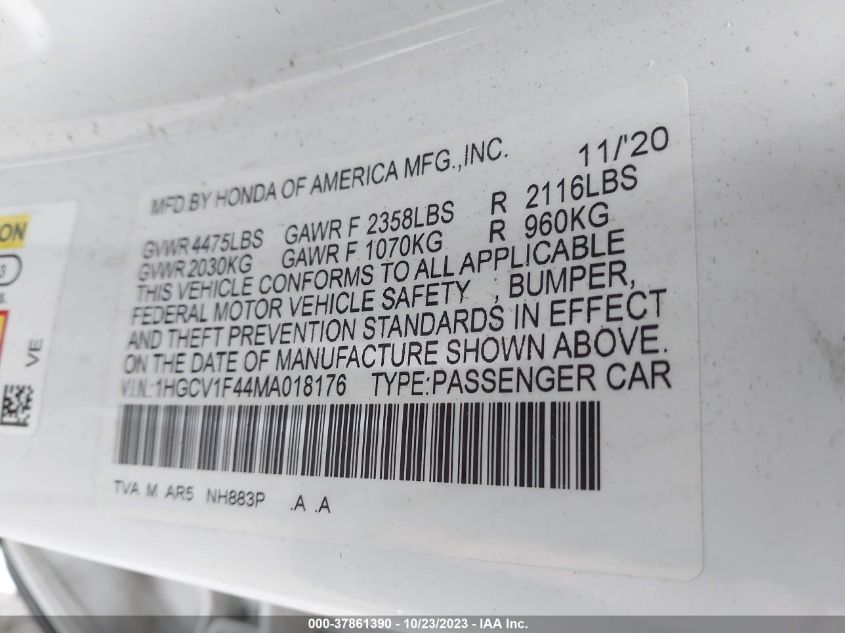 MFD.BY HONDA OF AMERICA MFG.,INC. 11/'20
GVWR 4475LBS GAWR F 2358LBS R 2116LBS
GVWR 2030KG GAWR F 1070KG R 960KG
THIS VEHICLE CONFORMS TO ALL APPLICABLE
FEDERAL MOTOR VEHICLE SAFETY , BUMPER,
AND THEFT PREVENTION STANDARDS IN EFFECT
ON THE DATE OF MANUFACTURE SHOWN ABOVE.
V.I.N.:1HGCV1F44MA018176 TYPE:PASSENGER CAR
TVA M AR5 NH883P .A .A
ON
3
s.
VE
000-37861390 - 10/23/2023 - IAA Inc.